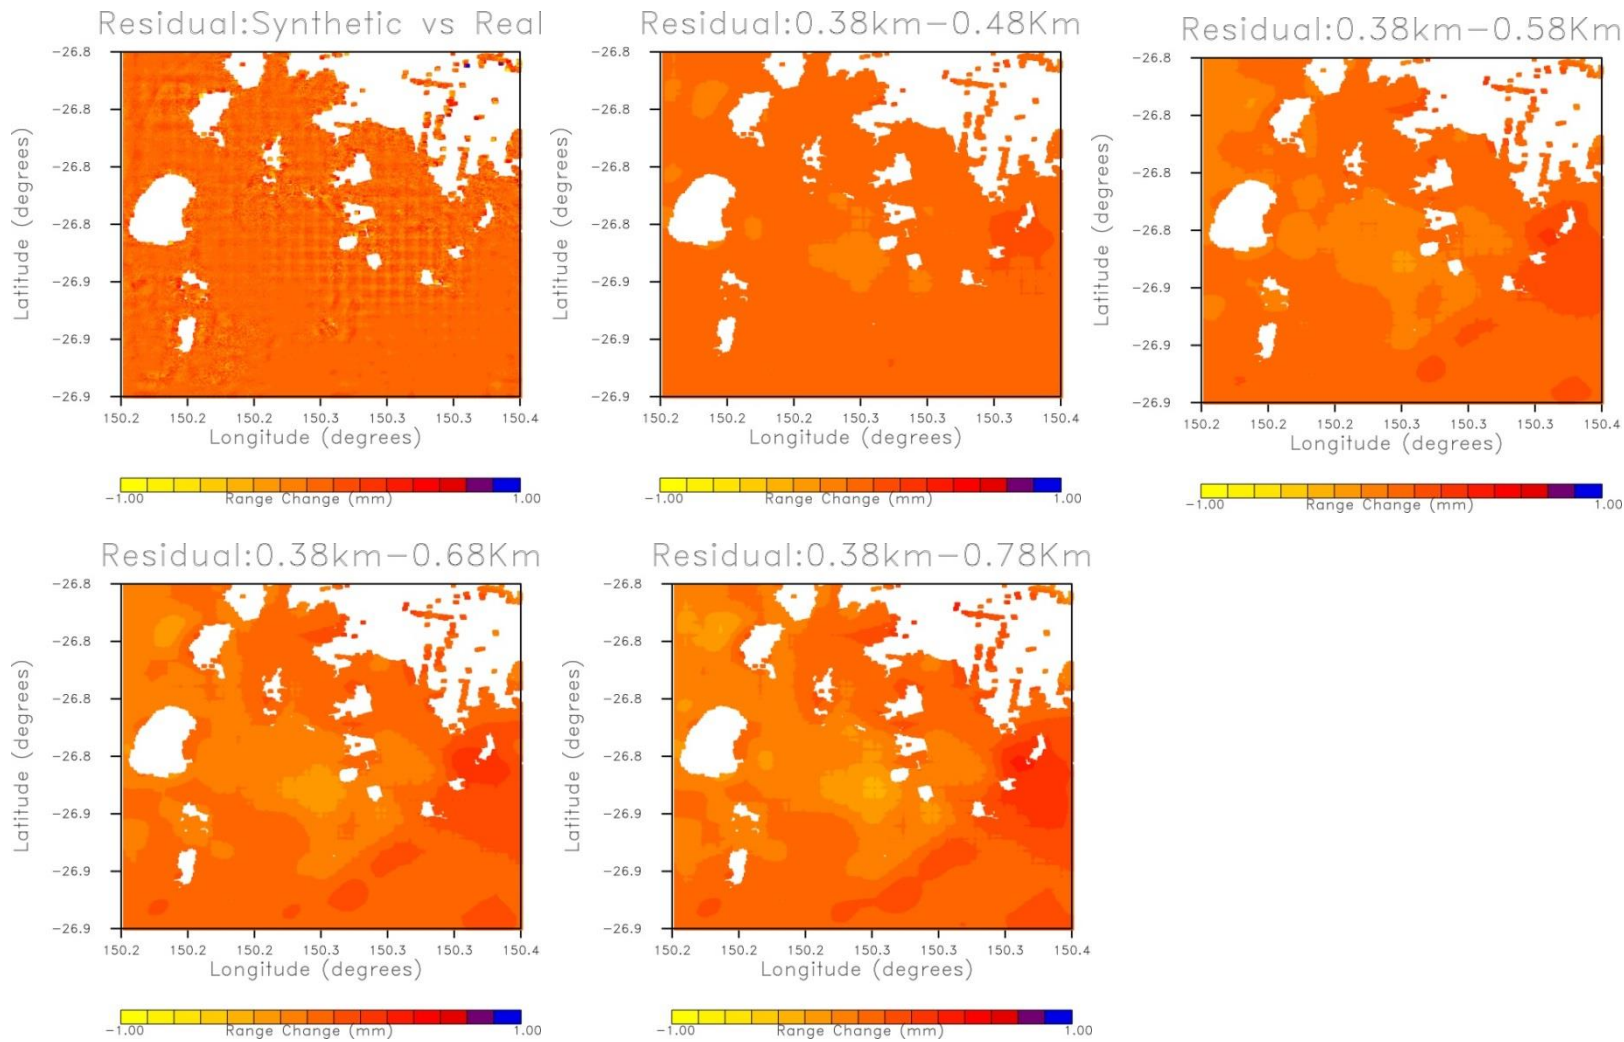 Residual:Synthetic vs Real
Latitude (degrees)
-26.8
-26.8
-26.8
-26.8
-26.9
-26.9
-26.9
150.2 150.2 150.2 150.3 150.3 150.3 150.4
Longitude (degrees)
-1.00 Range Change (mm) 1.00
Residual:0.38km-0.48Km
Latitude (degrees)
-26.8
-26.8
-26.8
-26.8
-26.9
-26.9
-26.9
150.2 150.2 150.2 150.3 150.3 150.3 150.4
Longitude (degrees)
-1.00 Range Change (mm) 1.00
Residual:0.38km-0.58Km
Latitude (degrees)
-26.8
-26.8
-26.8
-26.8
-26.9
-26.9
-26.9
150.2 150.2 150.2 150.3 150.3 150.3 150.4
Longitude (degrees)
-1.00 Range Change (mm) 1.00
Residual:0.38km-0.68Km
Latitude (degrees)
-26.8
-26.8
-26.8
-26.8
-26.9
-26.9
-26.9
150.2 150.2 150.2 150.3 150.3 150.3 150.4
Longitude (degrees)
-1.00 Range Change (mm) 1.00
Residual:0.38km-0.78Km
Latitude (degrees)
-26.8
-26.8
-26.8
-26.8
-26.9
-26.9
-26.9
150.2 150.2 150.2 150.3 150.3 150.3 150.4
Longitude (degrees)
-1.00 Range Change (mm) 1.00